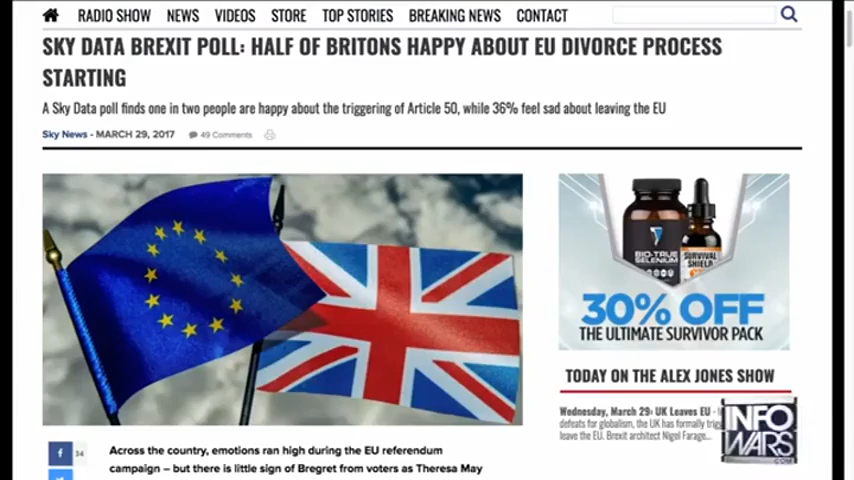 RADIO SHOW NEWS VIDEOS STORE TOP STORIES BREAKING NEWS CONTACT
SKY DATA BREXIT POLL: HALF OF BRITONS HAPPY ABOUT EU DIVORCE PROCESS
STARTING
A Sky Data poll finds one in two people are happy about the triggering of Article 50, while 36% feel sad about leaving the EU
Sky News - MARCH 29, 2017 49 Comments
BIO-TRUE
SELENIUM
SURVIVAL
SHIELD
30% OFF
THE ULTIMATE SURVIVOR PACK
TODAY ON THE ALEX JONES SHOW
Wednesday, March 29: UK Leaves EU -
defeats for globalism, the UK has formally
leave the EU. Brexit architect Nigel Farage...
INFO
WARS
.COM
f 34
Across the country, emotions ran high during the EU referendum
campaign – but there is little sign of Bregret from voters as Theresa May